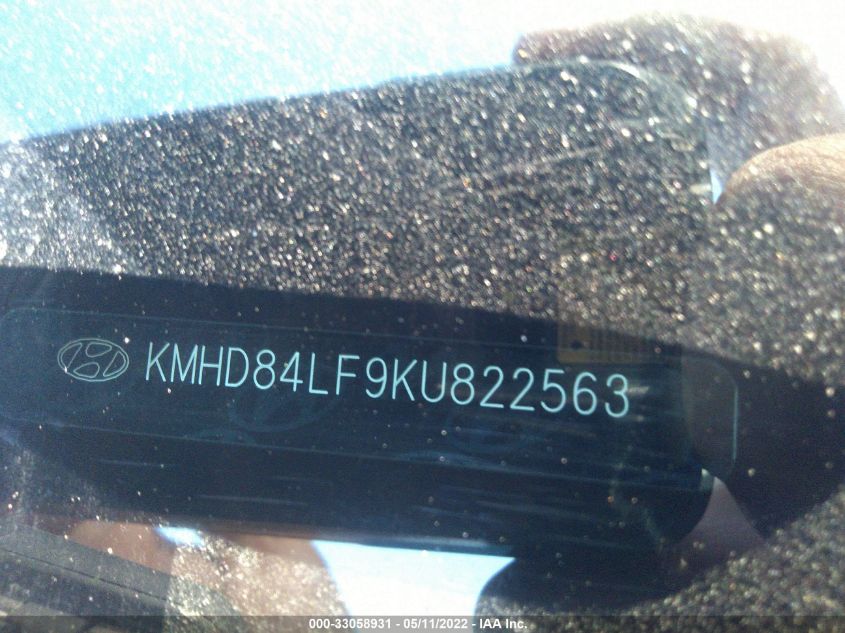 KMHD84LF9KU822563
000-33058931 - 05/11/2022 - IAA Inc.